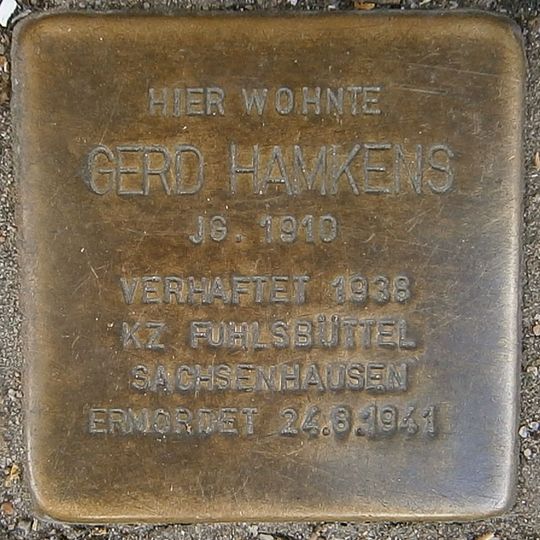 HIER WOHNTE
GERD HAMKENS
JG. 1910
VERHAFTET 1938
KZ FUHLSBÜTTEL
SACHSENHAUSEN
ERMORDET 24.6.1941